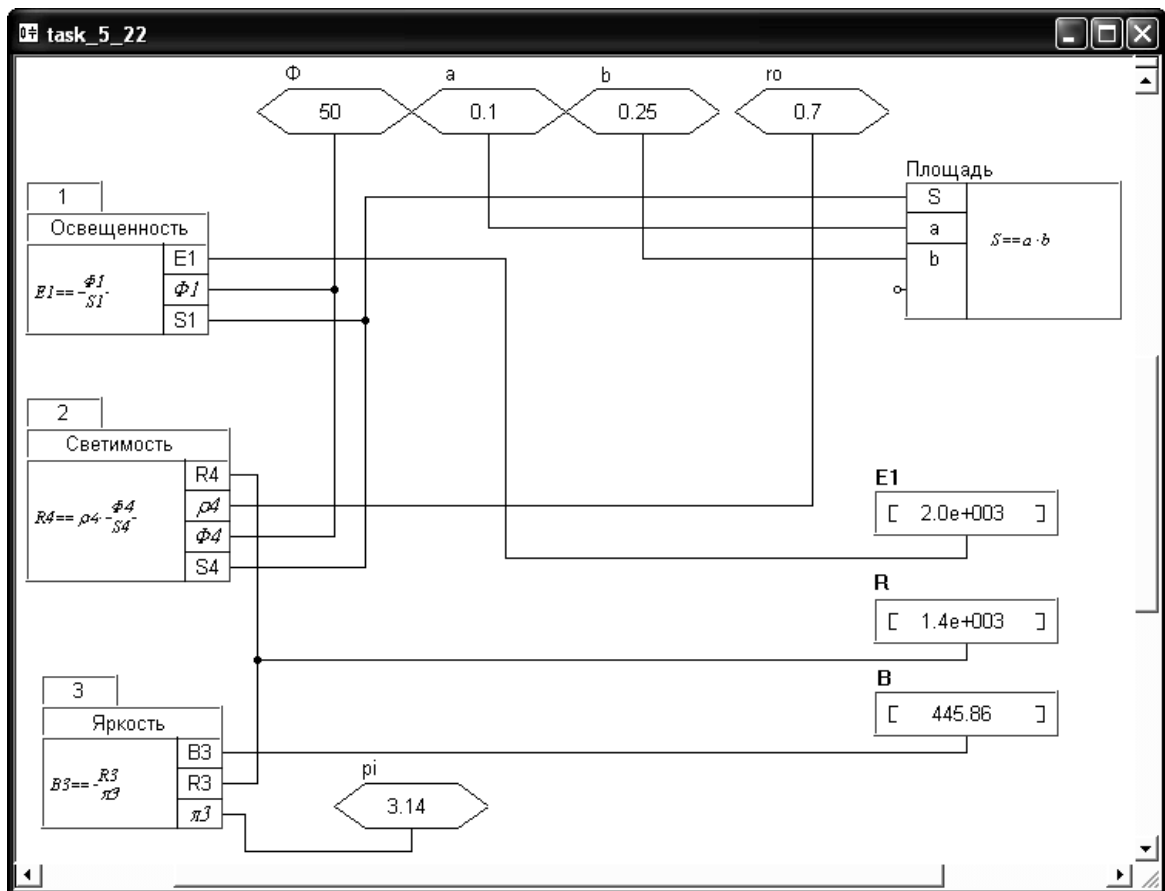 task_5_22
Ф a b ro
50 0.1 0.25 0.7
Площадь
S
a
b
S==a·b
1
Освещенность
E1
Ф1
S1
E1==Ф1/S1
2
Светимость
R4
ρ4
Ф4
S4
R4==ρ4·Ф4/S4
E1
[ 2.0e+003 ]
R
[ 1.4e+003 ]
B
[ 445.86 ]
3
Яркость
B3
R3
π3
B3==R3/π3
pi
3.14